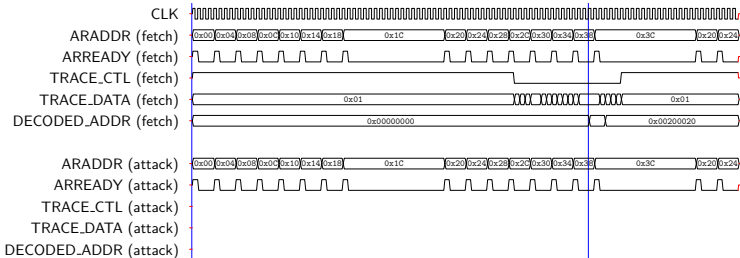 CLK
ARADDR (fetch) 0x00 0x04 0x08 0x0C 0x10 0x14 0x18 0x1C 0x20 0x24 0x28 0x2C 0x30 0x34 0x38 0x3C 0x20 0x24
ARREADY (fetch)
TRACE_CTL (fetch)
TRACE_DATA (fetch) 0x01 0x01
DECODED_ADDR (fetch) 0x00000000 0x00200020
ARADDR (attack) 0x00 0x04 0x08 0x0C 0x10 0x14 0x18 0x1C 0x20 0x24 0x28 0x2C 0x30 0x34 0x38 0x3C 0x20 0x24
ARREADY (attack)
TRACE_CTL (attack)
TRACE_DATA (attack)
DECODED_ADDR (attack)